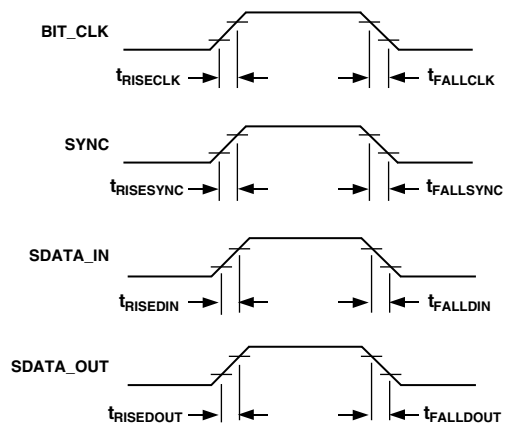 BIT_CLK
tRISECLK
tFALLCLK
SYNC
tRISESYNC
tFALLSYNC
SDATA_IN
tRISEDIN
tFALLDIN
SDATA_OUT
tRISEDOUT
tFALLDOUT